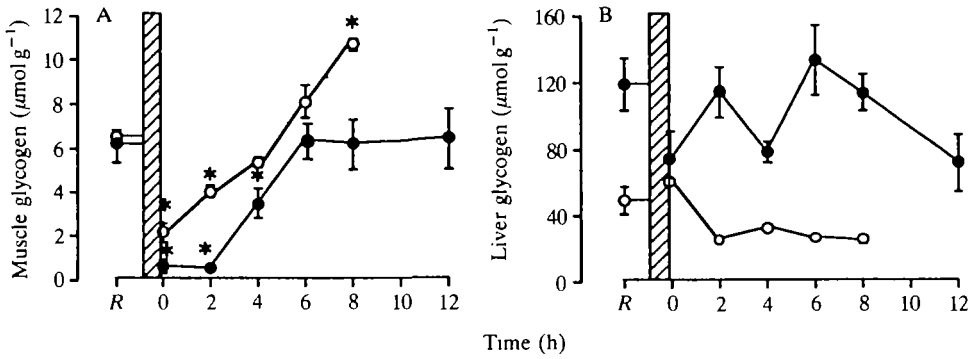 A
Muscle glycogen (μmol g⁻¹)
12
10
8
6
4
2
0
R 0 2 4 6 8 10 12
B
Liver glycogen (μmol g⁻¹)
160
120
80
40
0
R 0 2 4 6 8 10 12
Time (h)